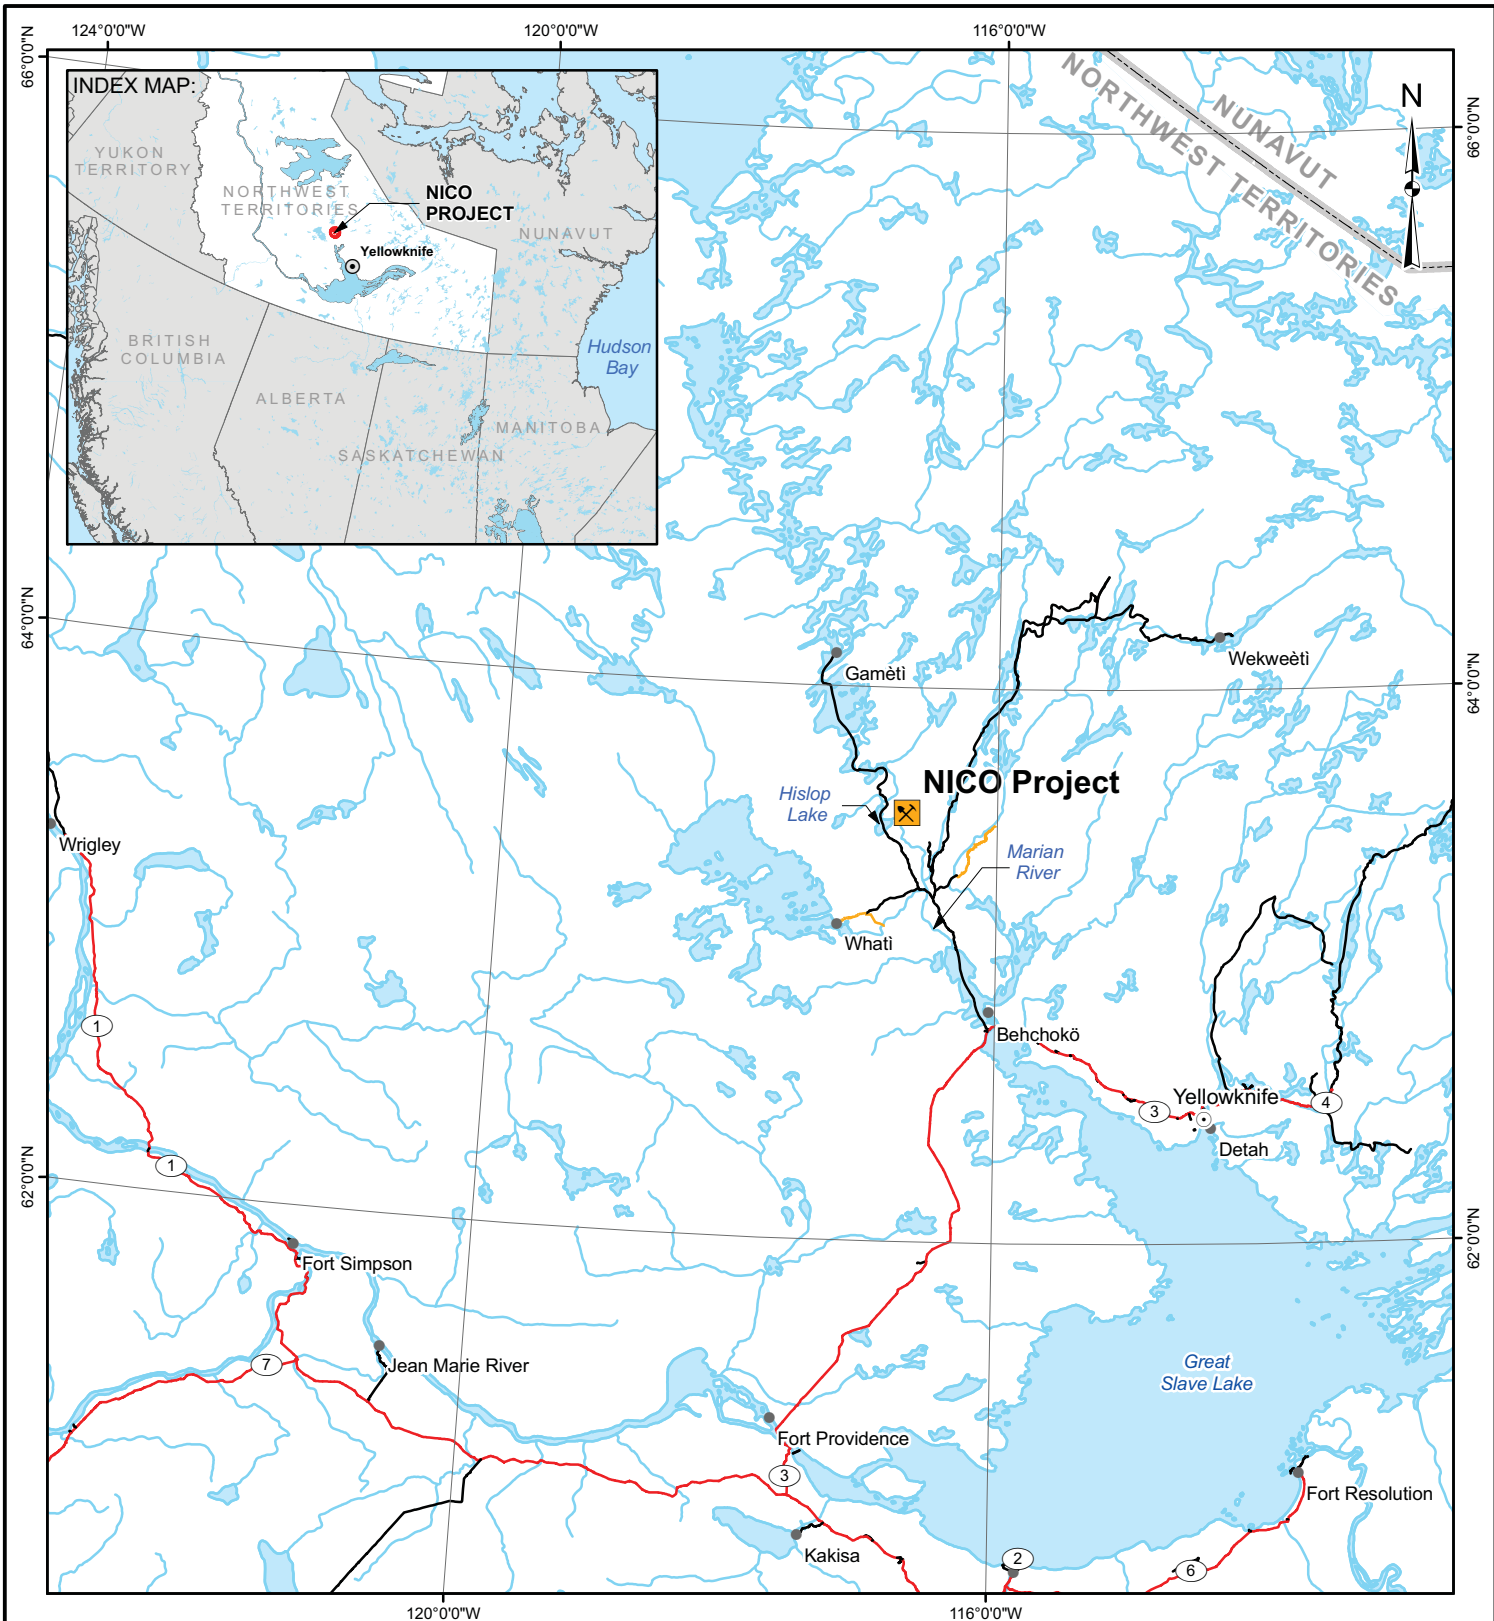 124°0'0"W
120°0'0"W
116°0'0"W
66°0'0"N
66°0'0"N
INDEX MAP:
YUKON
TERRITORY
NORTHWEST
TERRITORIES
NICO
PROJECT
Yellowknife
NUNAVUT
BRITISH
COLUMBIA
Hudson
Bay
ALBERTA
MANITOBA
SASKATCHEWAN
NUNAVUT
NORTHWEST TERRITORIES
N
64°0'0"N
64°0'0"N
Gamètì
Wekweètì
NICO Project
Hislop
Lake
Marian
River
Wrigley
Whatì
1
Behchokö
Yellowknife
3
4
Detah
1
62°0'0"N
62°0'0"N
Fort Simpson
7
Jean Marie River
Great
Slave Lake
Fort Providence
3
Fort Resolution
Kakisa
2
6
120°0'0"W
116°0'0"W